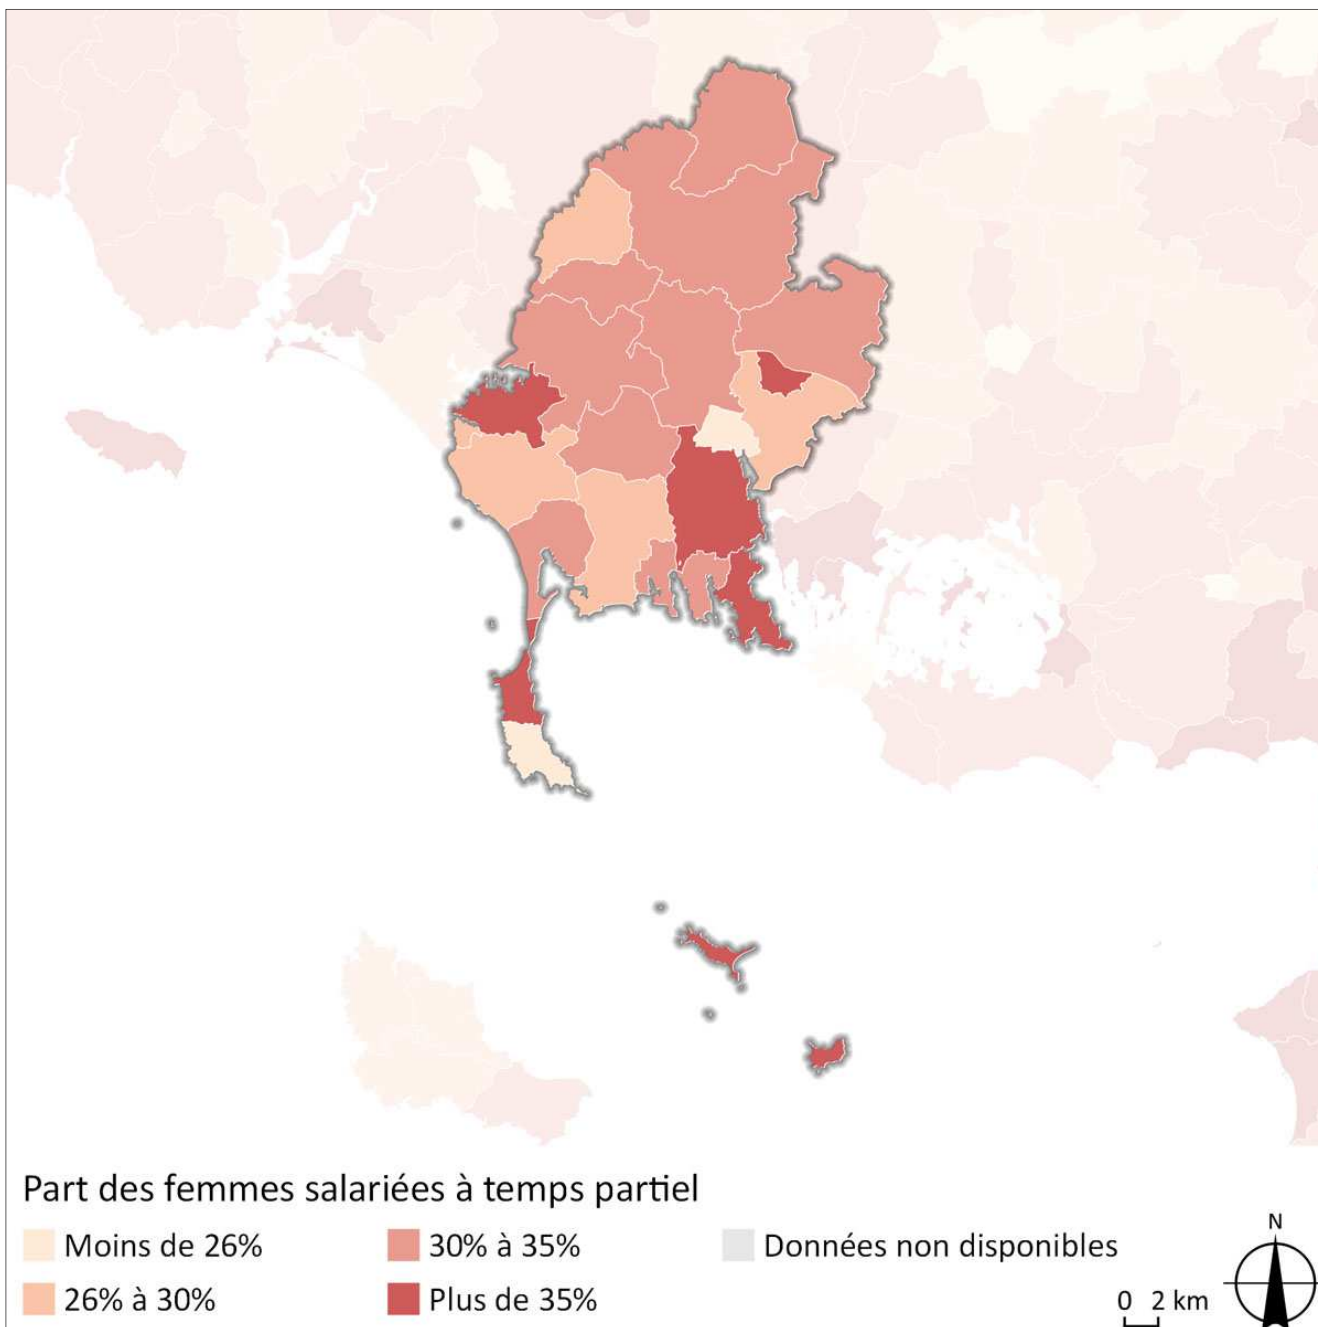 Part des femmes salariées à temps partiel
Moins de 26%
30% à 35%
Données non disponibles
26% à 30%
Plus de 35%
0 2 km
N